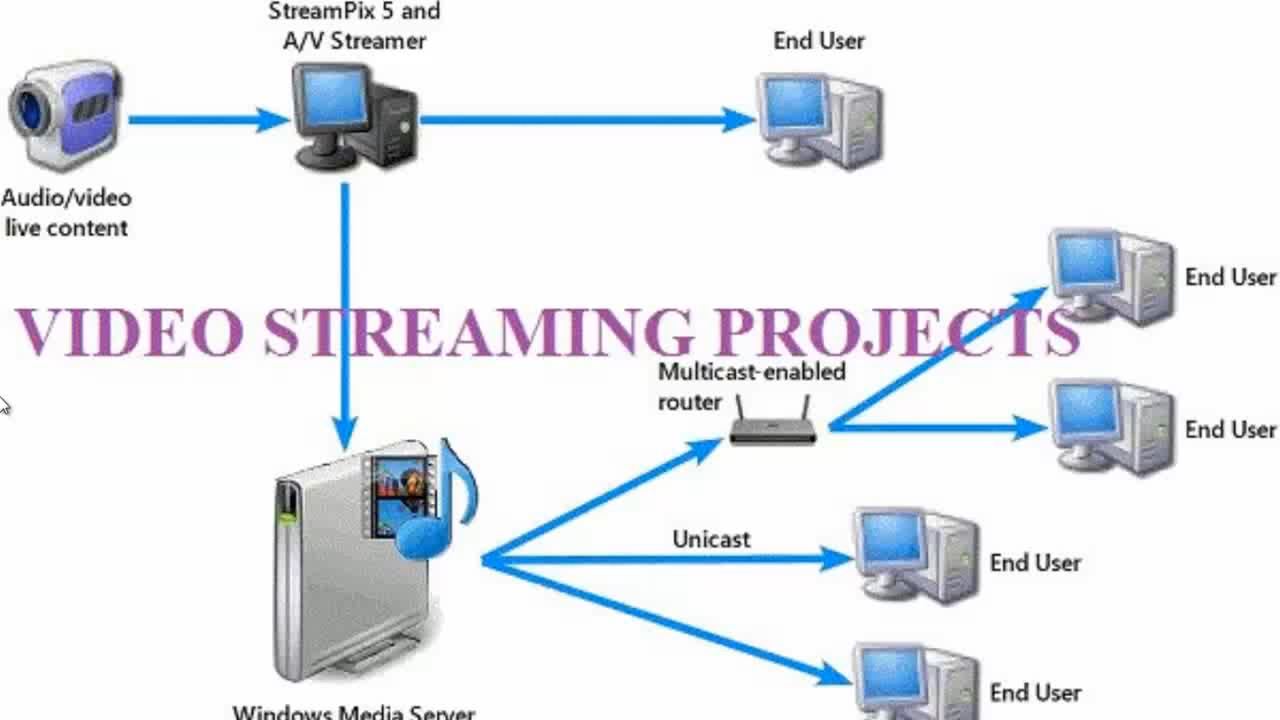 StreamPix 5 and
A/V Streamer
End User
Audio/video
live content
End User
VIDEO STREAMING PROJECTS
Multicast-enabled
router
End User
Unicast
End User
End User
Windows Media Server